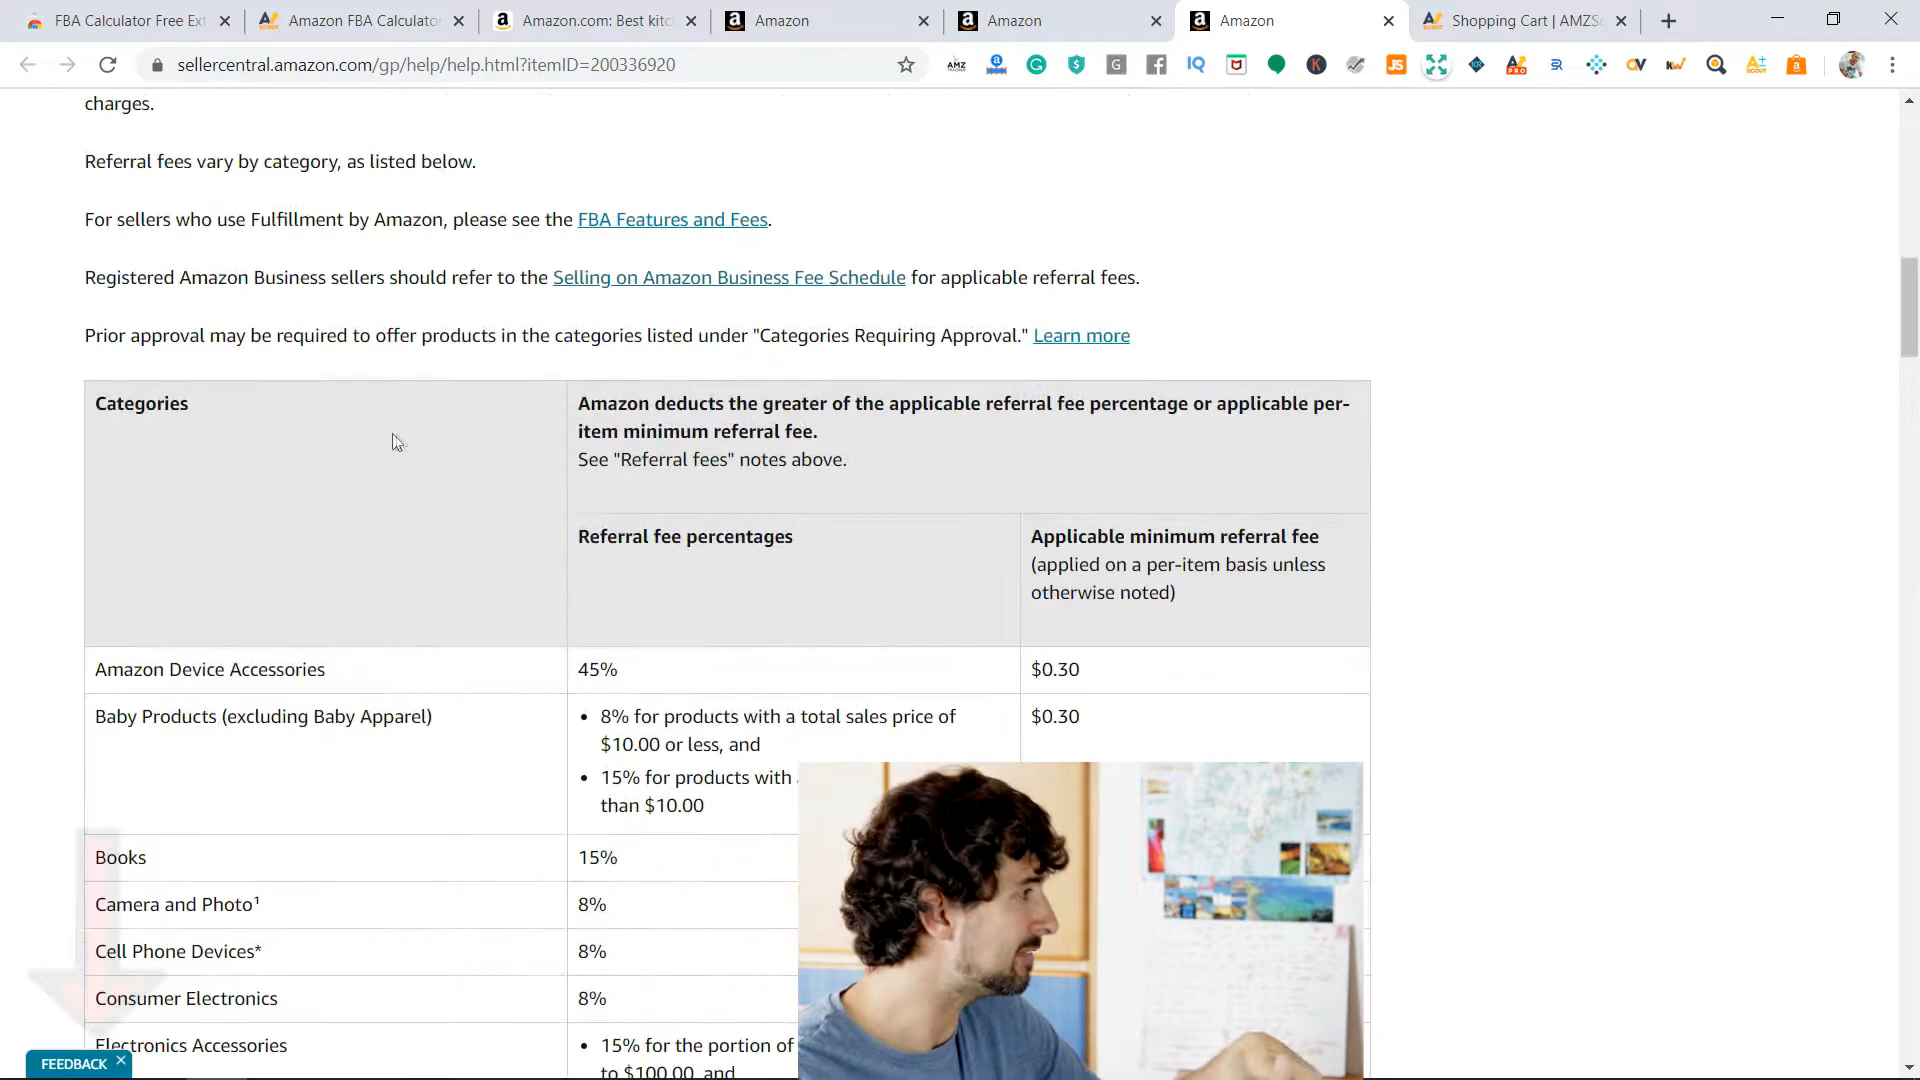 FBA Calculator Free Ext
Amazon FBA Calculator
Amazon.com: Best kitc
Amazon
Amazon
Amazon
Shopping Cart | AMZSc
sellercentral.amazon.com/gp/help/help.html?itemID=200336920
charges.
Referral fees vary by category, as listed below.
For sellers who use Fulfillment by Amazon, please see the FBA Features and Fees.
Registered Amazon Business sellers should refer to the Selling on Amazon Business Fee Schedule for applicable referral fees.
Prior approval may be required to offer products in the categories listed under "Categories Requiring Approval." Learn more
Categories
Amazon deducts the greater of the applicable referral fee percentage or applicable per-
item minimum referral fee.
See "Referral fees" notes above.
Referral fee percentages
Applicable minimum referral fee
(applied on a per-item basis unless
otherwise noted)
Amazon Device Accessories
45%
$0.30
Baby Products (excluding Baby Apparel)
• 8% for products with a total sales price of
$10.00 or less, and
• 15% for products with
than $10.00
$0.30
Books
15%
Camera and Photo¹
8%
Cell Phone Devices*
8%
Consumer Electronics
8%
Electronics Accessories
• 15% for the portion of
to $100.00, and
FEEDBACK